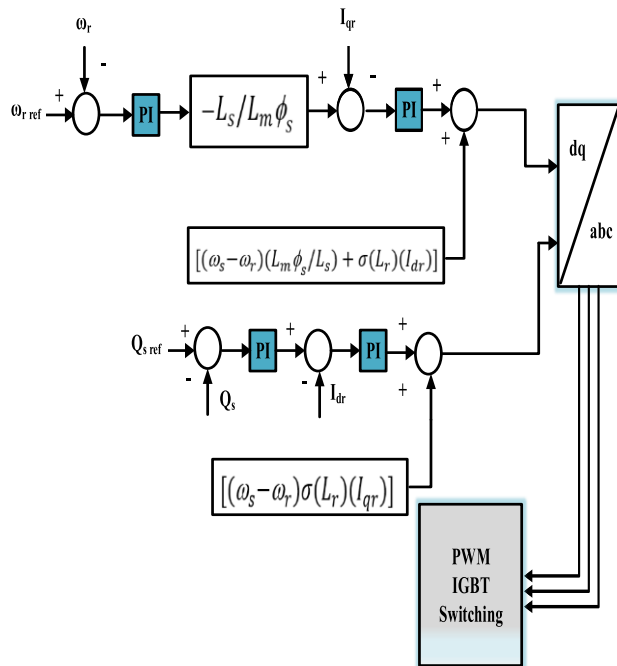 ωr Iqr
- + -
ωr ref + PI −Ls/Lmϕs PI + +
dq
abc
[(ωs−ωr)(Lmϕs/Ls) + σ(Lr)(Idr)]
Qs ref + PI + PI + +
- Qs - Idr
[(ωs−ωr)σ(Lr)(Iqr)]
PWM
IGBT
Switching